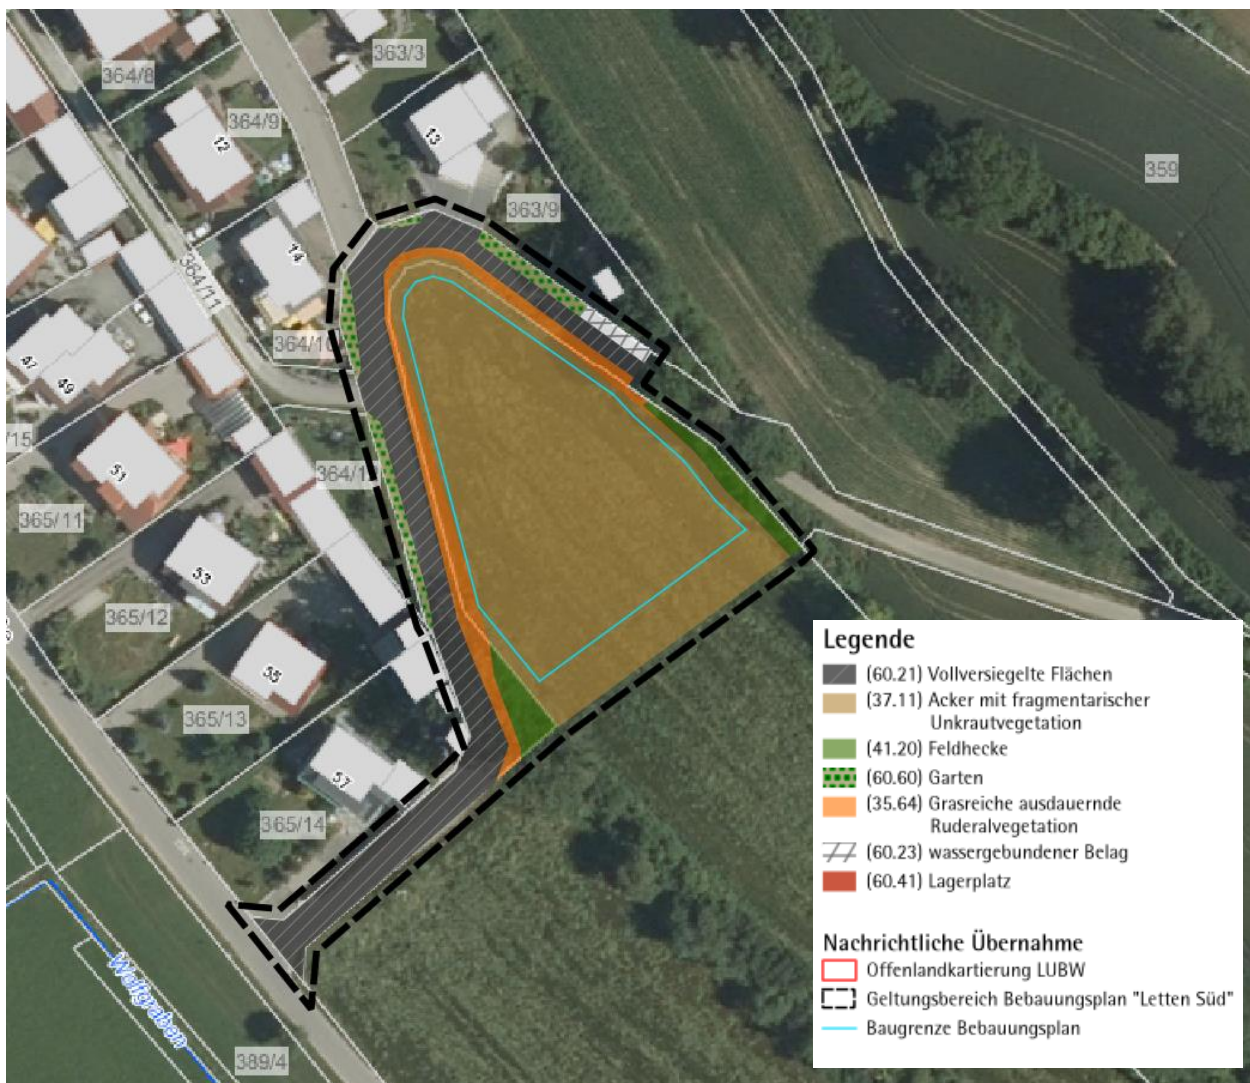 363/3
364/8
364/9
12
13
359
363/9
14
364/11
364/10
47
49
/15
51
364/1
365/11
53
365/12
55
365/13
57
365/14
Wolfgraben
389/4
Legende
(60.21) Vollversiegelte Flächen
(37.11) Acker mit fragmentarischer
Unkrautvegetation
(41.20) Feldhecke
(60.60) Garten
(35.64) Grasreiche ausdauernde
Ruderalvegetation
(60.23) wassergebundener Belag
(60.41) Lagerplatz
Nachrichtliche Übernahme
Offenlandkartierung LUBW
Geltungsbereich Bebauungsplan "Letten Süd"
Baugrenze Bebauungsplan